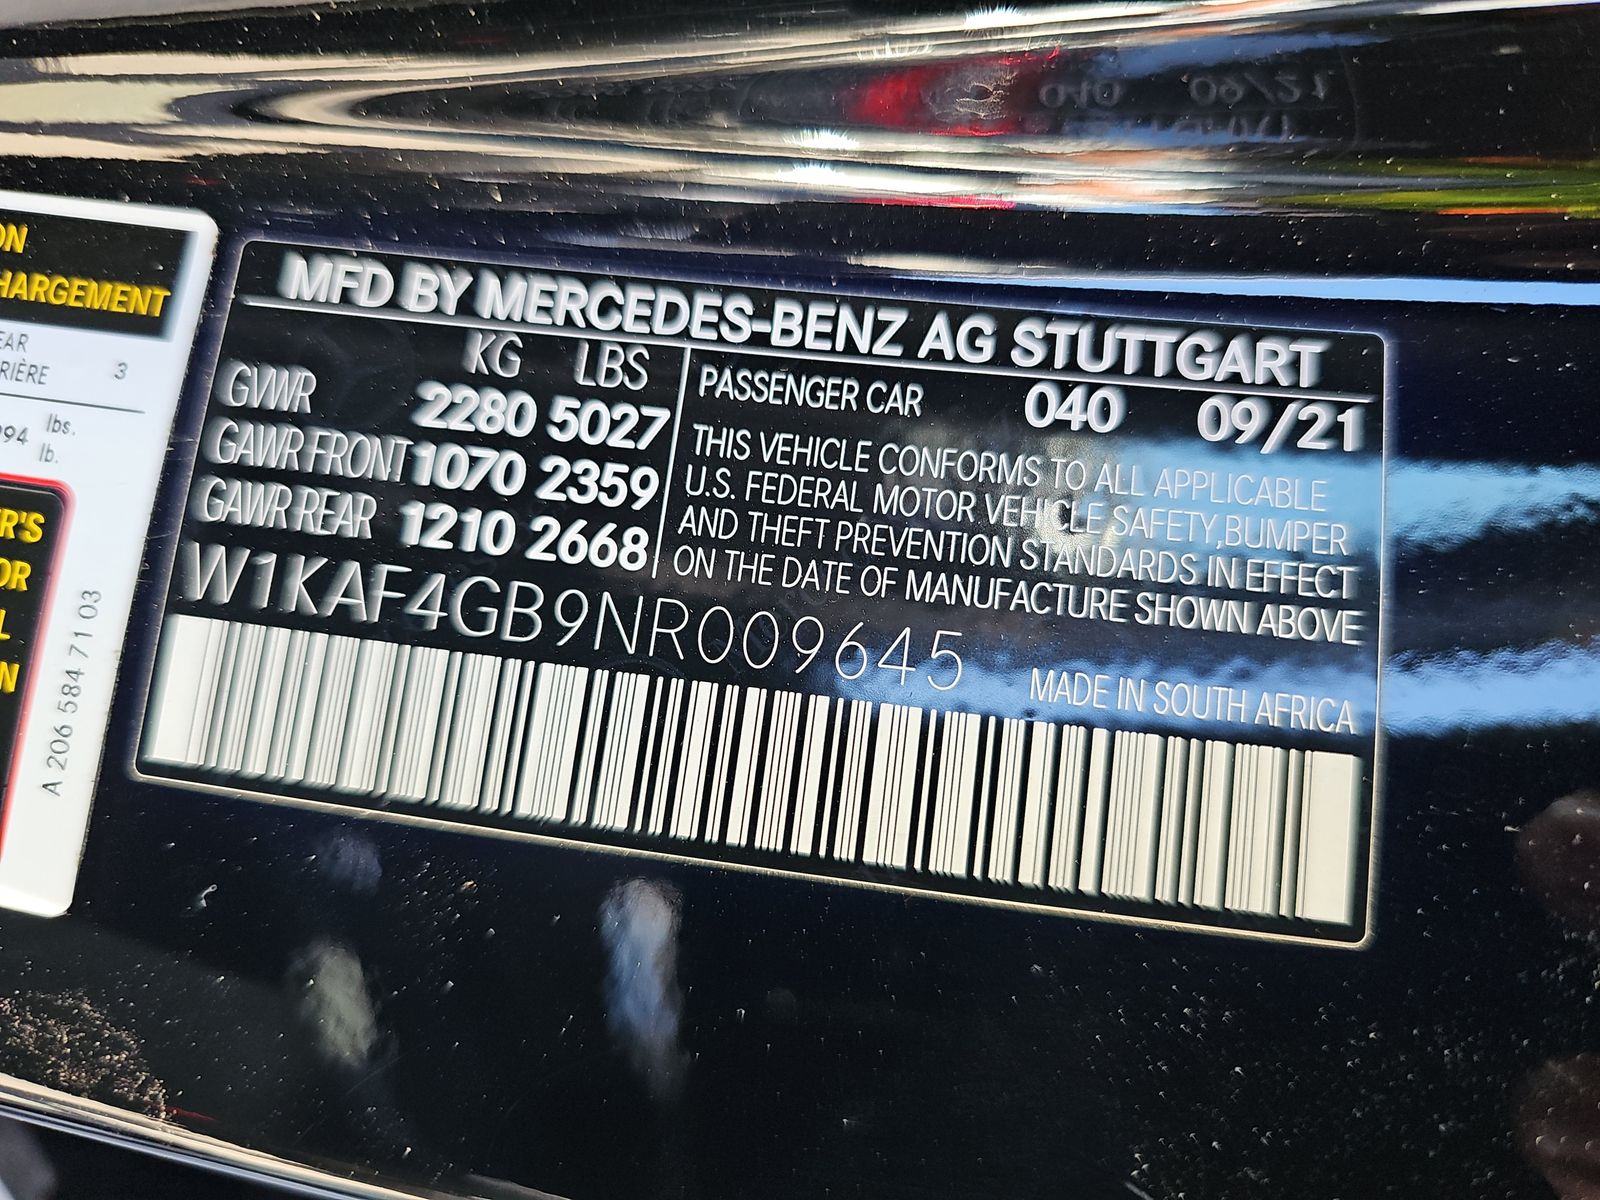 ON
HARGEMENT
EAR
RIÈRE 3
994 lbs.
lb.
R'S
OR
L
N
A 206 584 71 03
MFD BY MERCEDES-BENZ AG STUTTGART
KG LBS
GVWR 2280 5027
GAWR FRONT 1070 2359
GAWR REAR 1210 2668
PASSENGER CAR 040 09/21
THIS VEHICLE CONFORMS TO ALL APPLICABLE
U.S. FEDERAL MOTOR VEHICLE SAFETY,BUMPER
AND THEFT PREVENTION STANDARDS IN EFFECT
ON THE DATE OF MANUFACTURE SHOWN ABOVE
W1KAF4GB9NR009645
MADE IN SOUTH AFRICA